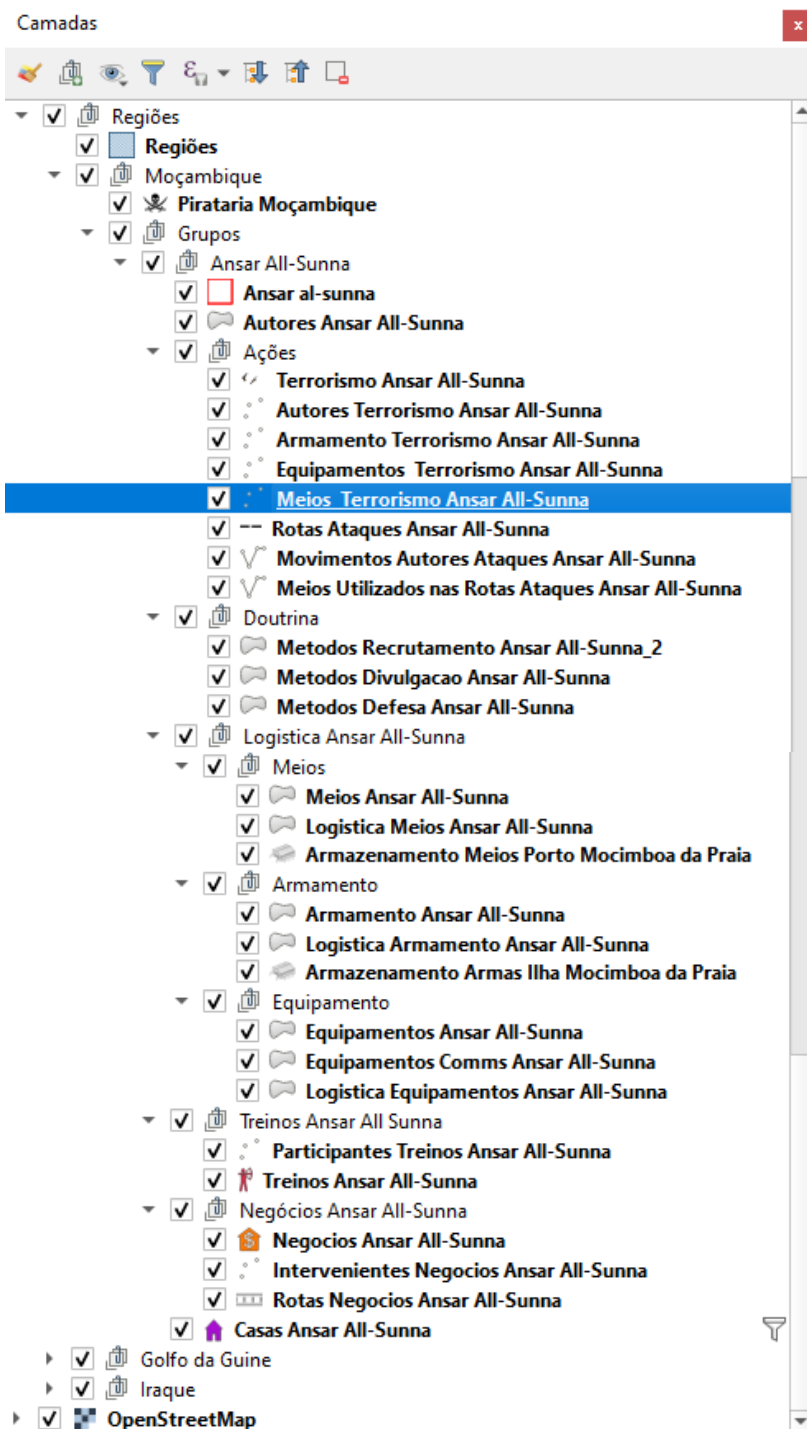 Camadas
x
Regiões
Regiões
Moçambique
Pirataria Moçambique
Grupos
Ansar All-Sunna
Ansar al-sunna
Autores Ansar All-Sunna
Ações
Terrorismo Ansar All-Sunna
Autores Terrorismo Ansar All-Sunna
Armamento Terrorismo Ansar All-Sunna
Equipamentos  Terrorismo Ansar All-Sunna
Meios  Terrorismo Ansar All-Sunna
Rotas Ataques Ansar All-Sunna
Movimentos Autores Ataques Ansar All-Sunna
Meios Utilizados nas Rotas Ataques Ansar All-Sunna
Doutrina
Metodos Recrutamento Ansar All-Sunna_2
Metodos Divulgacao Ansar All-Sunna
Metodos Defesa Ansar All-Sunna
Logistica Ansar All-Sunna
Meios
Meios Ansar All-Sunna
Logistica Meios Ansar All-Sunna
Armazenamento Meios Porto Mocimboa da Praia
Armamento
Armamento Ansar All-Sunna
Logistica Armamento Ansar All-Sunna
Armazenamento Armas Ilha Mocimboa da Praia
Equipamento
Equipamentos Ansar All-Sunna
Equipamentos Comms Ansar All-Sunna
Logistica Equipamentos Ansar All-Sunna
Treinos Ansar All Sunna
Participantes Treinos Ansar All-Sunna
Treinos Ansar All-Sunna
Negócios Ansar All-Sunna
Negocios Ansar All-Sunna
Intervenientes Negocios Ansar All-Sunna
Rotas Negocios Ansar All-Sunna
Casas Ansar All-Sunna
Golfo da Guine
Iraque
OpenStreetMap